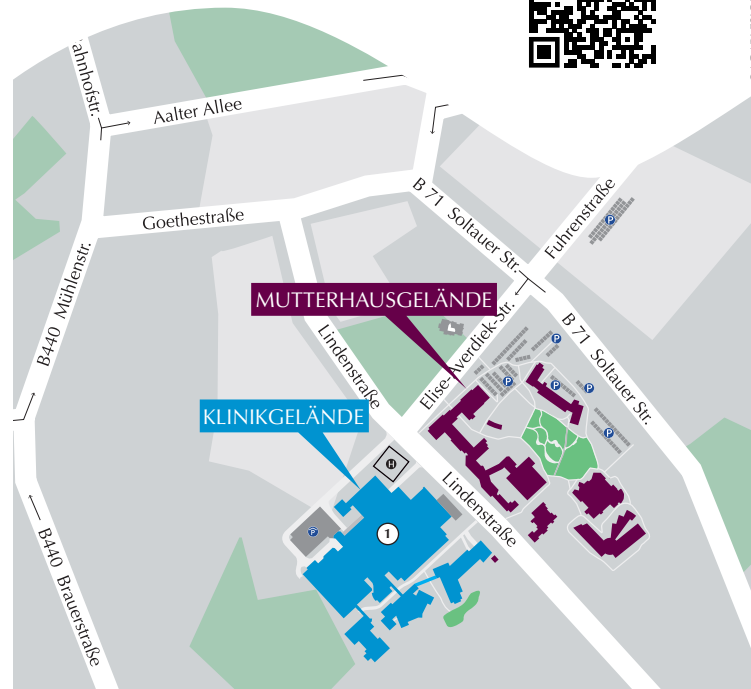 ahnhofstr.
Aalter Allee
Goethestraße
B 71 Soltauer Str.
Fuhrenstraße
P
B440 Mühlenstr.
MUTTERHAUSGELÄNDE
Lindenstraße
Elise-Averdiek-Str.
B 71 Soltauer Str.
P
P
P
P
P
KLINIKGELÄNDE
H
Lindenstraße
P
1
B440 Brauerstraße